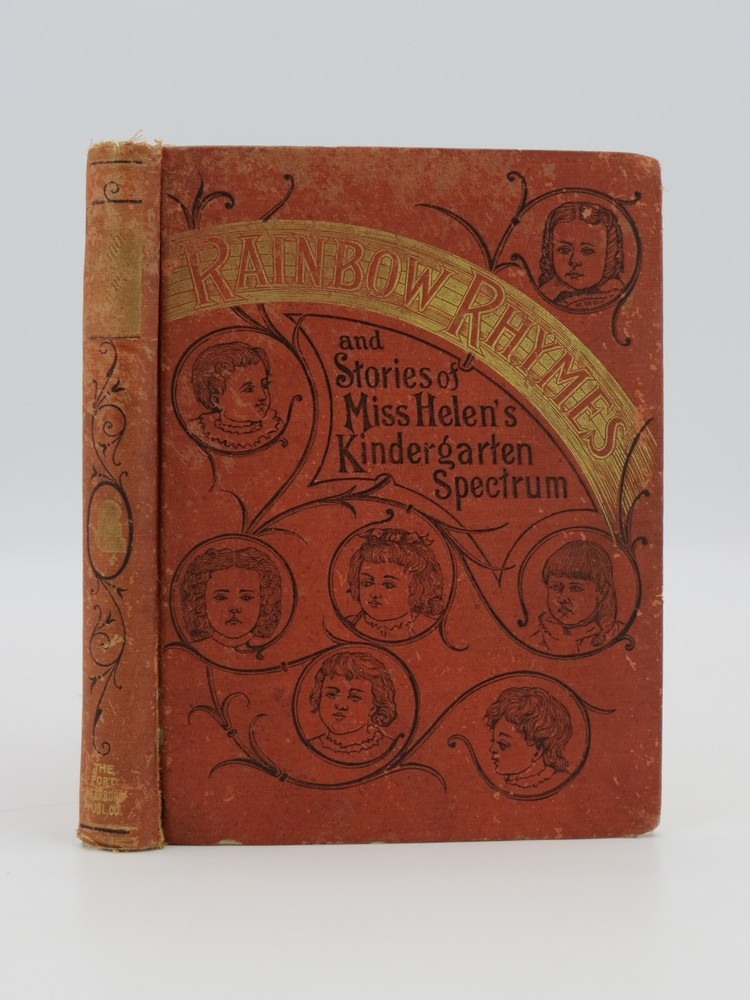 RAINBOW RHYMES
and
Stories of
Miss Helen's
Kindergarten
Spectrum
THE
FORT
DEARBORN
PUBL. CO.